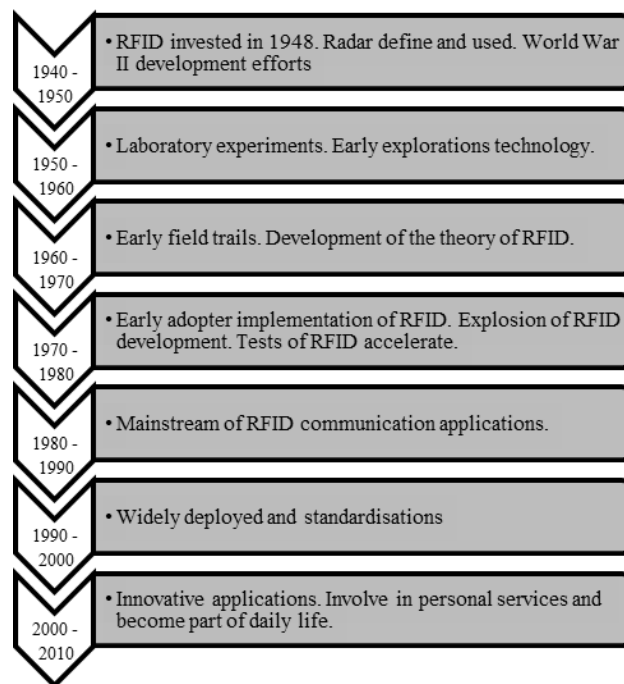 1940 -
1950
• RFID invested in 1948. Radar define and used. World War
II development efforts
1950 -
1960
• Laboratory experiments. Early explorations technology.
1960 -
1970
• Early field trails. Development of the theory of RFID.
1970 -
1980
• Early adopter implementation of RFID. Explosion of RFID
development. Tests of RFID accelerate.
1980 -
1990
• Mainstream of RFID communication applications.
1990 -
2000
• Widely deployed and standardisations
2000 -
2010
• Innovative applications. Involve in personal services and
become part of daily life.